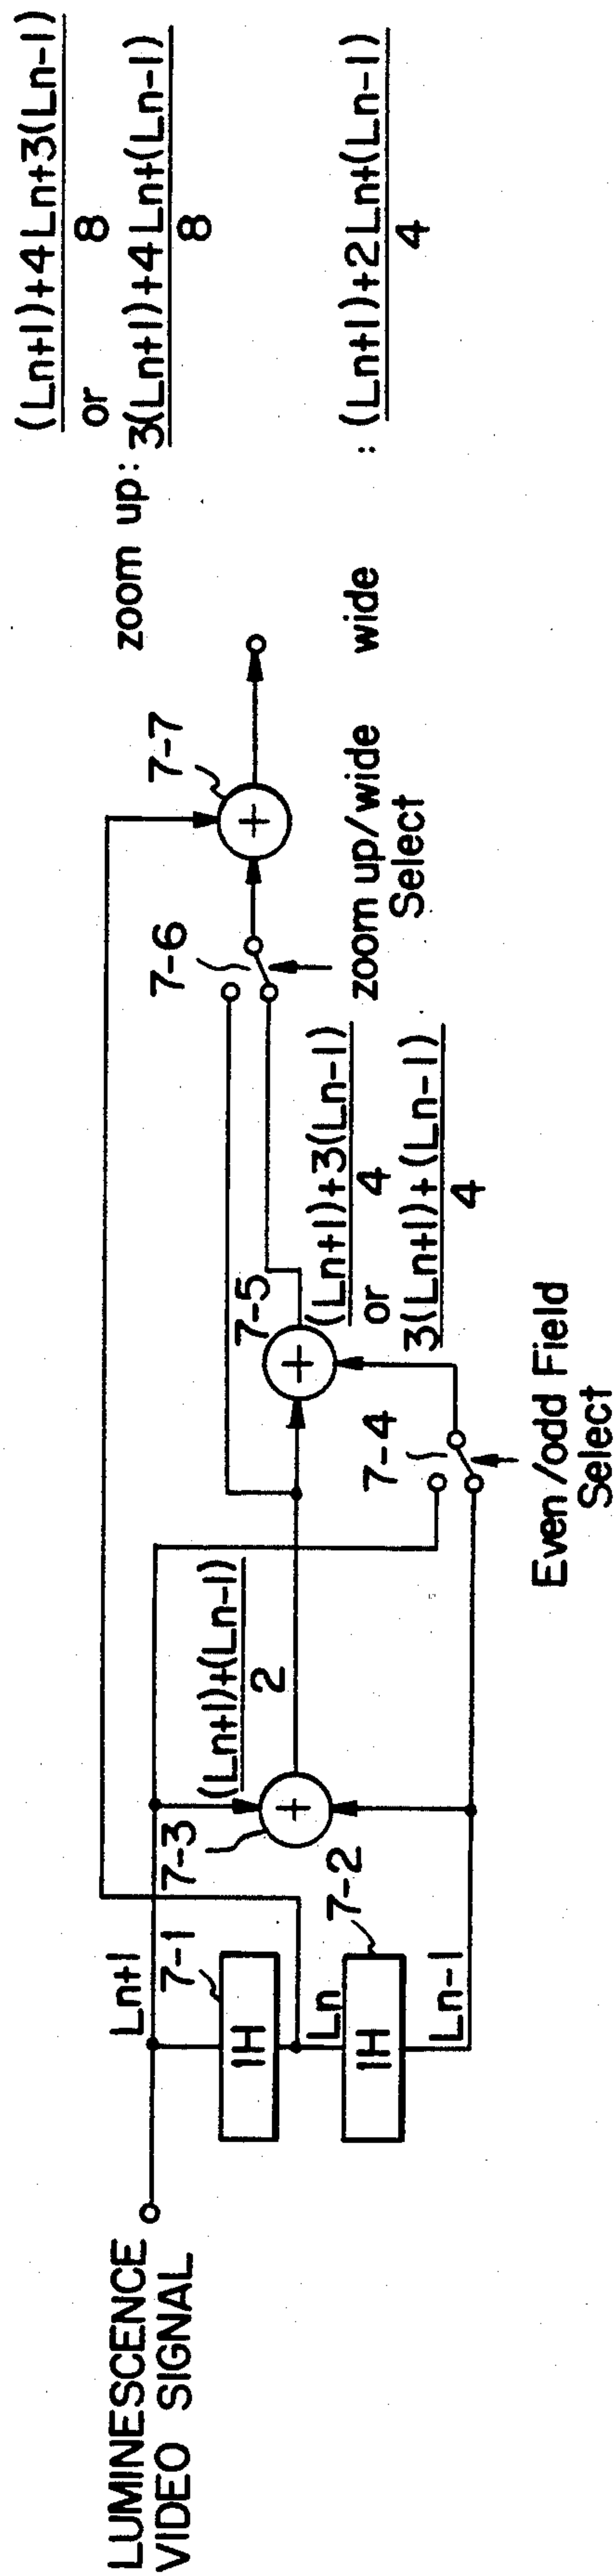 LUMINESCENCE
VIDEO SIGNAL
Ln+1
7-1
1H
Ln
7-2
1H
Ln-1
7-3
(Ln+1)+(Ln-1)
2
7-4
Even/odd Field
Select
7-5
(Ln+1)+3(Ln-1)
4
or
3(Ln+1)+(Ln-1)
4
7-6
zoom up/wide
Select
7-7
zoom up:
(Ln+1)+4Ln+3(Ln-1)
8
or
3(Ln+1)+4Ln+(Ln-1)
8
wide :
(Ln+1)+2Ln+(Ln-1)
4